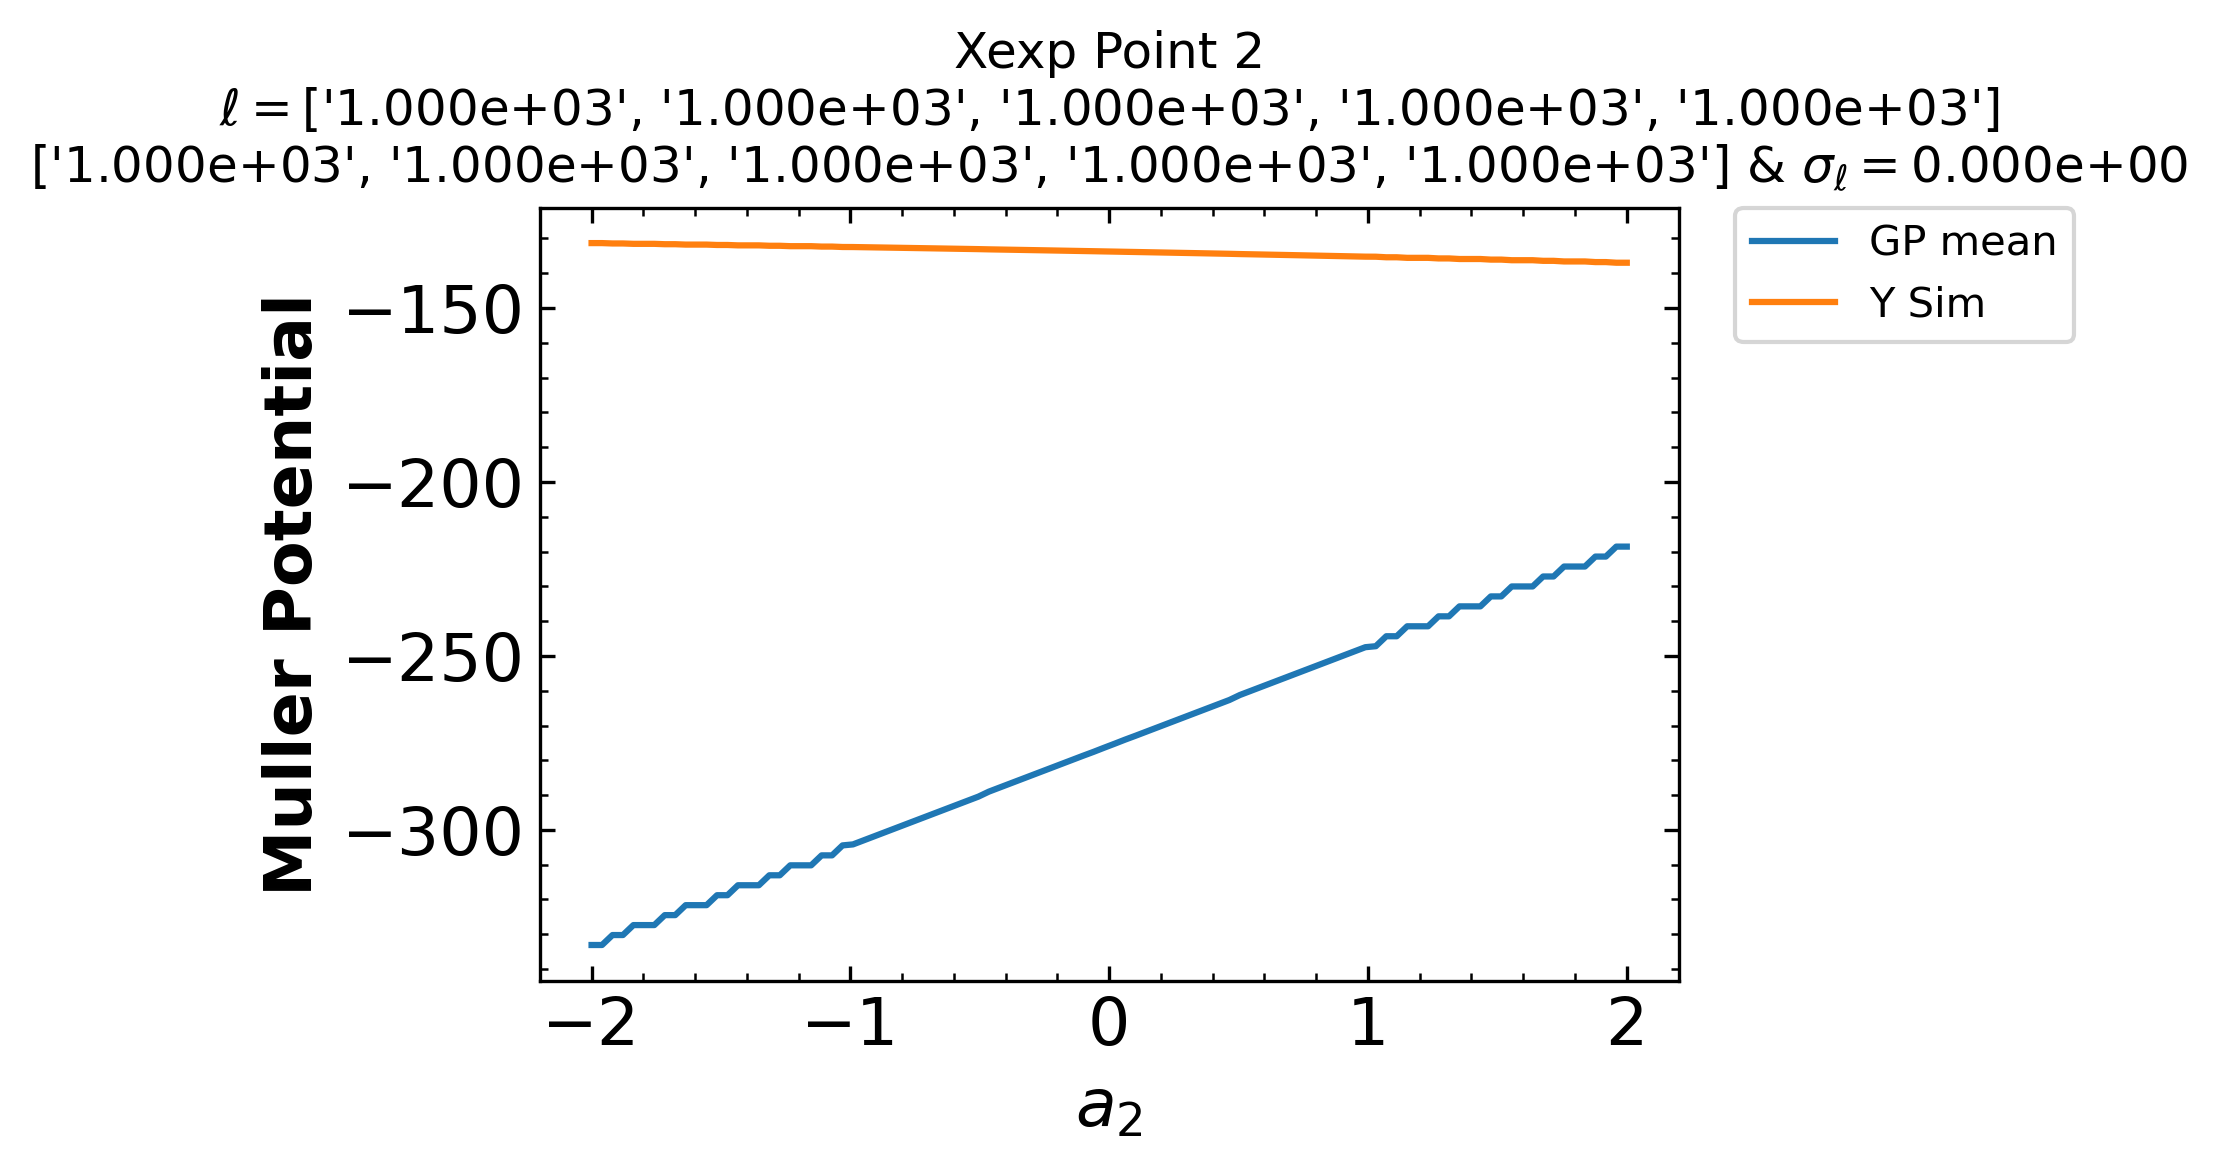 Xexp Point 2
ℓ = ['1.000e+03', '1.000e+03', '1.000e+03', '1.000e+03', '1.000e+03']
['1.000e+03', '1.000e+03', '1.000e+03', '1.000e+03', '1.000e+03'] & σℓ = 0.000e+00
GP mean
Y Sim
Muller Potential
−150
−200
−250
−300
−2 −1 0 1 2
a₂